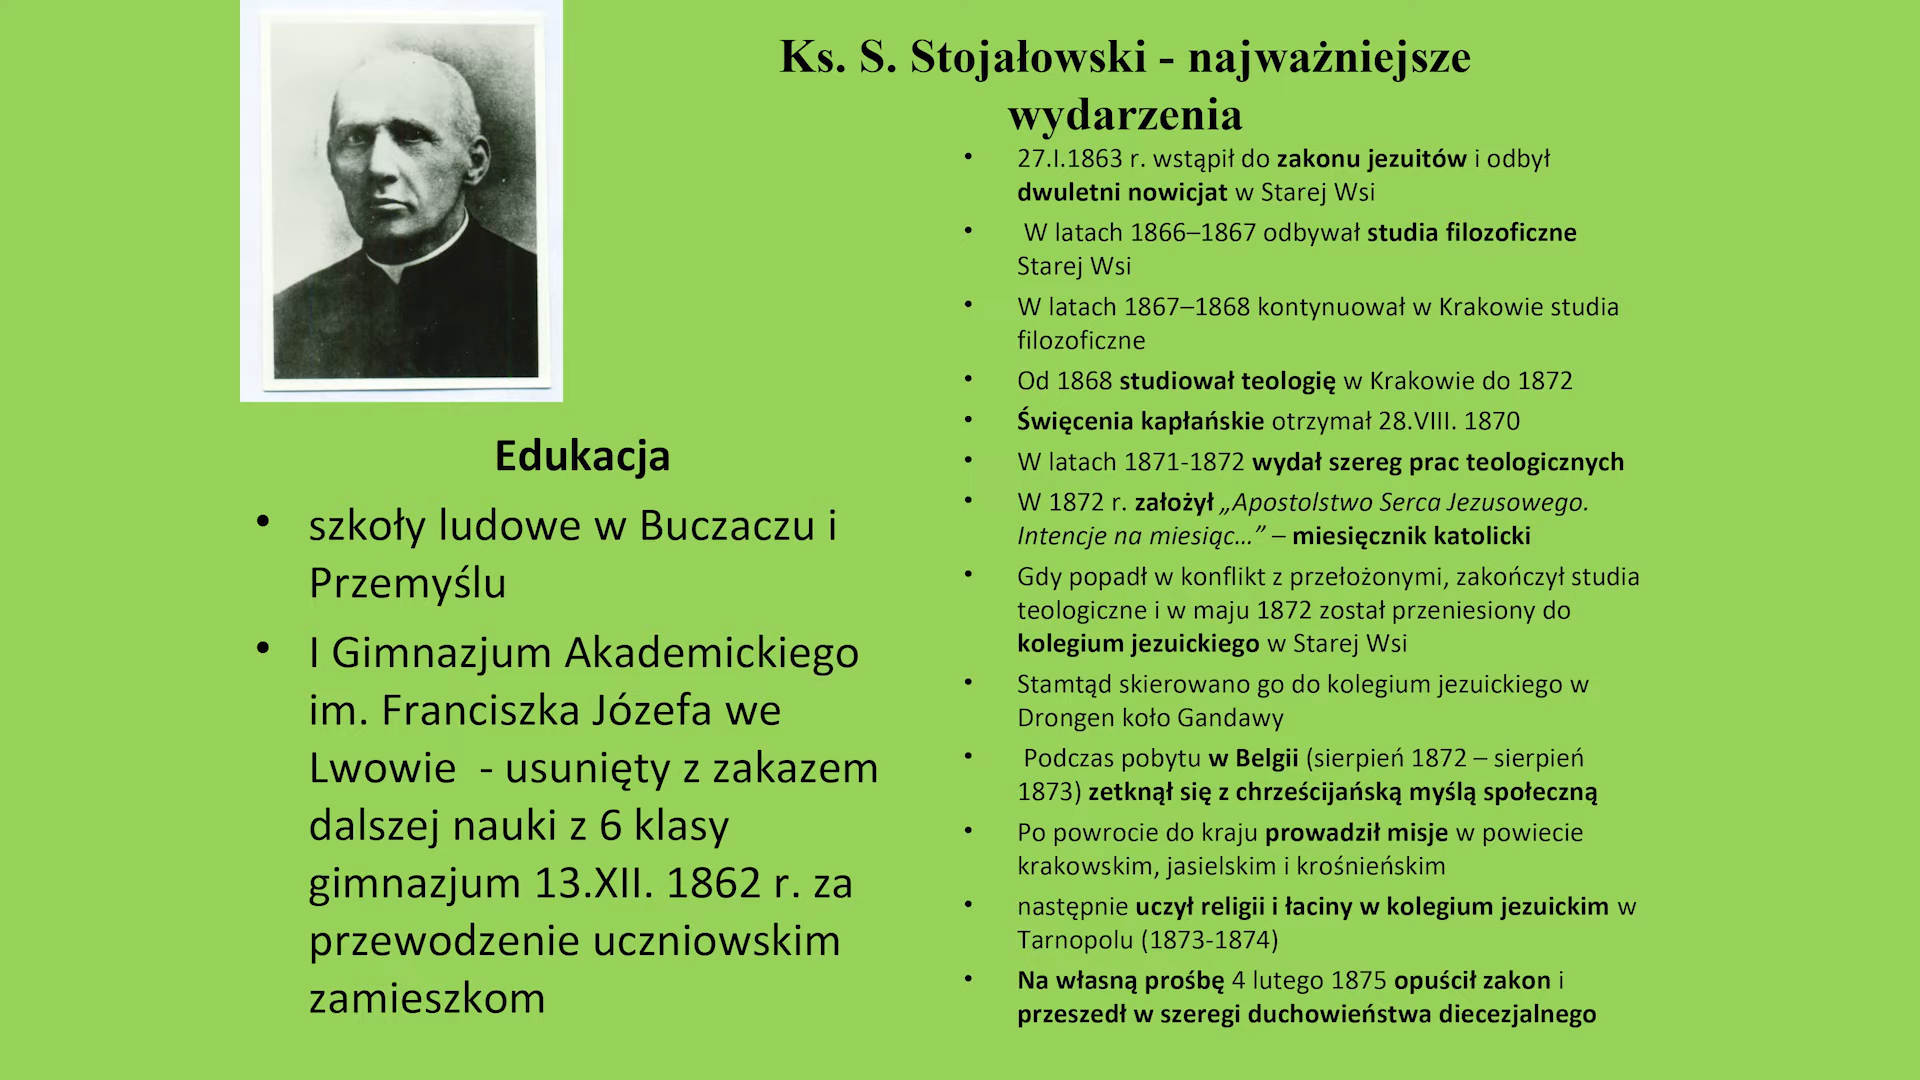 Ks. S. Stojałowski - najważniejsze
wydarzenia
Edukacja
• szkoły ludowe w Buczaczu i
Przemyślu
• I Gimnazjum Akademickiego
im. Franciszka Józefa we
Lwowie - usunięty z zakazem
dalszej nauki z 6 klasy
gimnazjum 13.XII. 1862 r. za
przewodzenie uczniowskim
zamieszkom
• 27.I.1863 r. wstąpił do zakonu jezuitów i odbył
dwuletni nowicjat w Starej Wsi
• W latach 1866–1867 odbywał studia filozoficzne
Starej Wsi
• W latach 1867–1868 kontynuował w Krakowie studia
filozoficzne
• Od 1868 studiował teologię w Krakowie do 1872
• Święcenia kapłańskie otrzymał 28.VIII. 1870
• W latach 1871-1872 wydał szereg prac teologicznych
• W 1872 r. założył „Apostolstwo Serca Jezusowego.
Intencje na miesiąc…” – miesięcznik katolicki
• Gdy popadł w konflikt z przełożonymi, zakończył studia
teologiczne i w maju 1872 został przeniesiony do
kolegium jezuickiego w Starej Wsi
• Stamtąd skierowano go do kolegium jezuickiego w
Drongen koło Gandawy
• Podczas pobytu w Belgii (sierpień 1872 – sierpień
1873) zetknął się z chrześcijańską myślą społeczną
• Po powrocie do kraju prowadził misje w powiecie
krakowskim, jasielskim i krośnieńskim
• następnie uczył religii i łaciny w kolegium jezuickim w
Tarnopolu (1873-1874)
• Na własną prośbę 4 lutego 1875 opuścił zakon i
przeszedł w szeregi duchowieństwa diecezjalnego